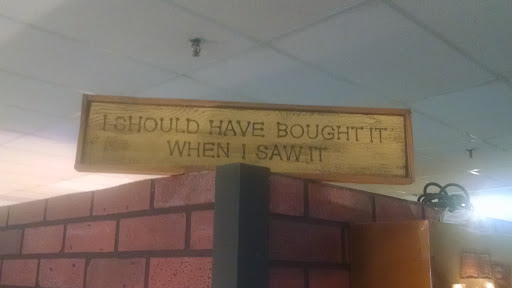 I SHOULD HAVE BOUGHT IT
WHEN I SAW IT